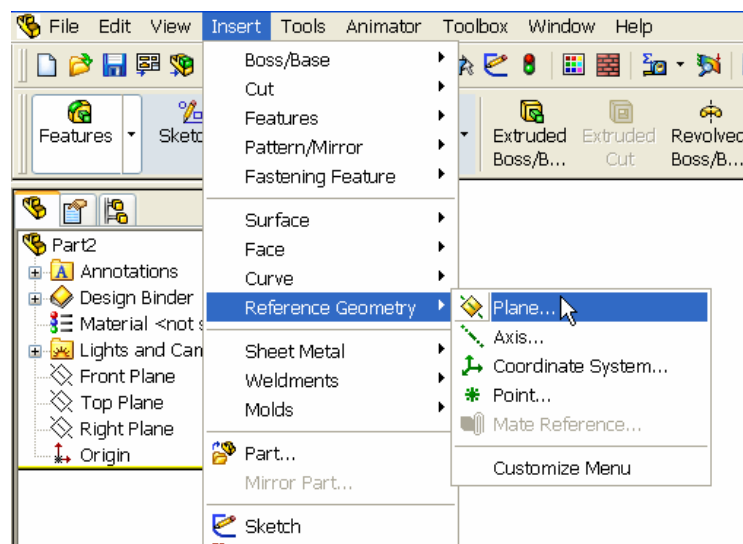 File Edit View Insert Tools Animator Toolbox Window Help
Boss/Base
Cut
Features
Pattern/Mirror
Fastening Feature
Surface
Face
Curve
Reference Geometry
Sheet Metal
Weldments
Molds
Part...
Mirror Part...
Sketch
Features
Extruded
Boss/B...
Extruded
Cut
Revolved
Boss/B...
Part2
Annotations
Design Binder
Material <not
Lights and
Front Plane
Top Plane
Right Plane
Origin
Plane...
Axis...
Coordinate System...
Point...
Mate Reference...
Customize Menu